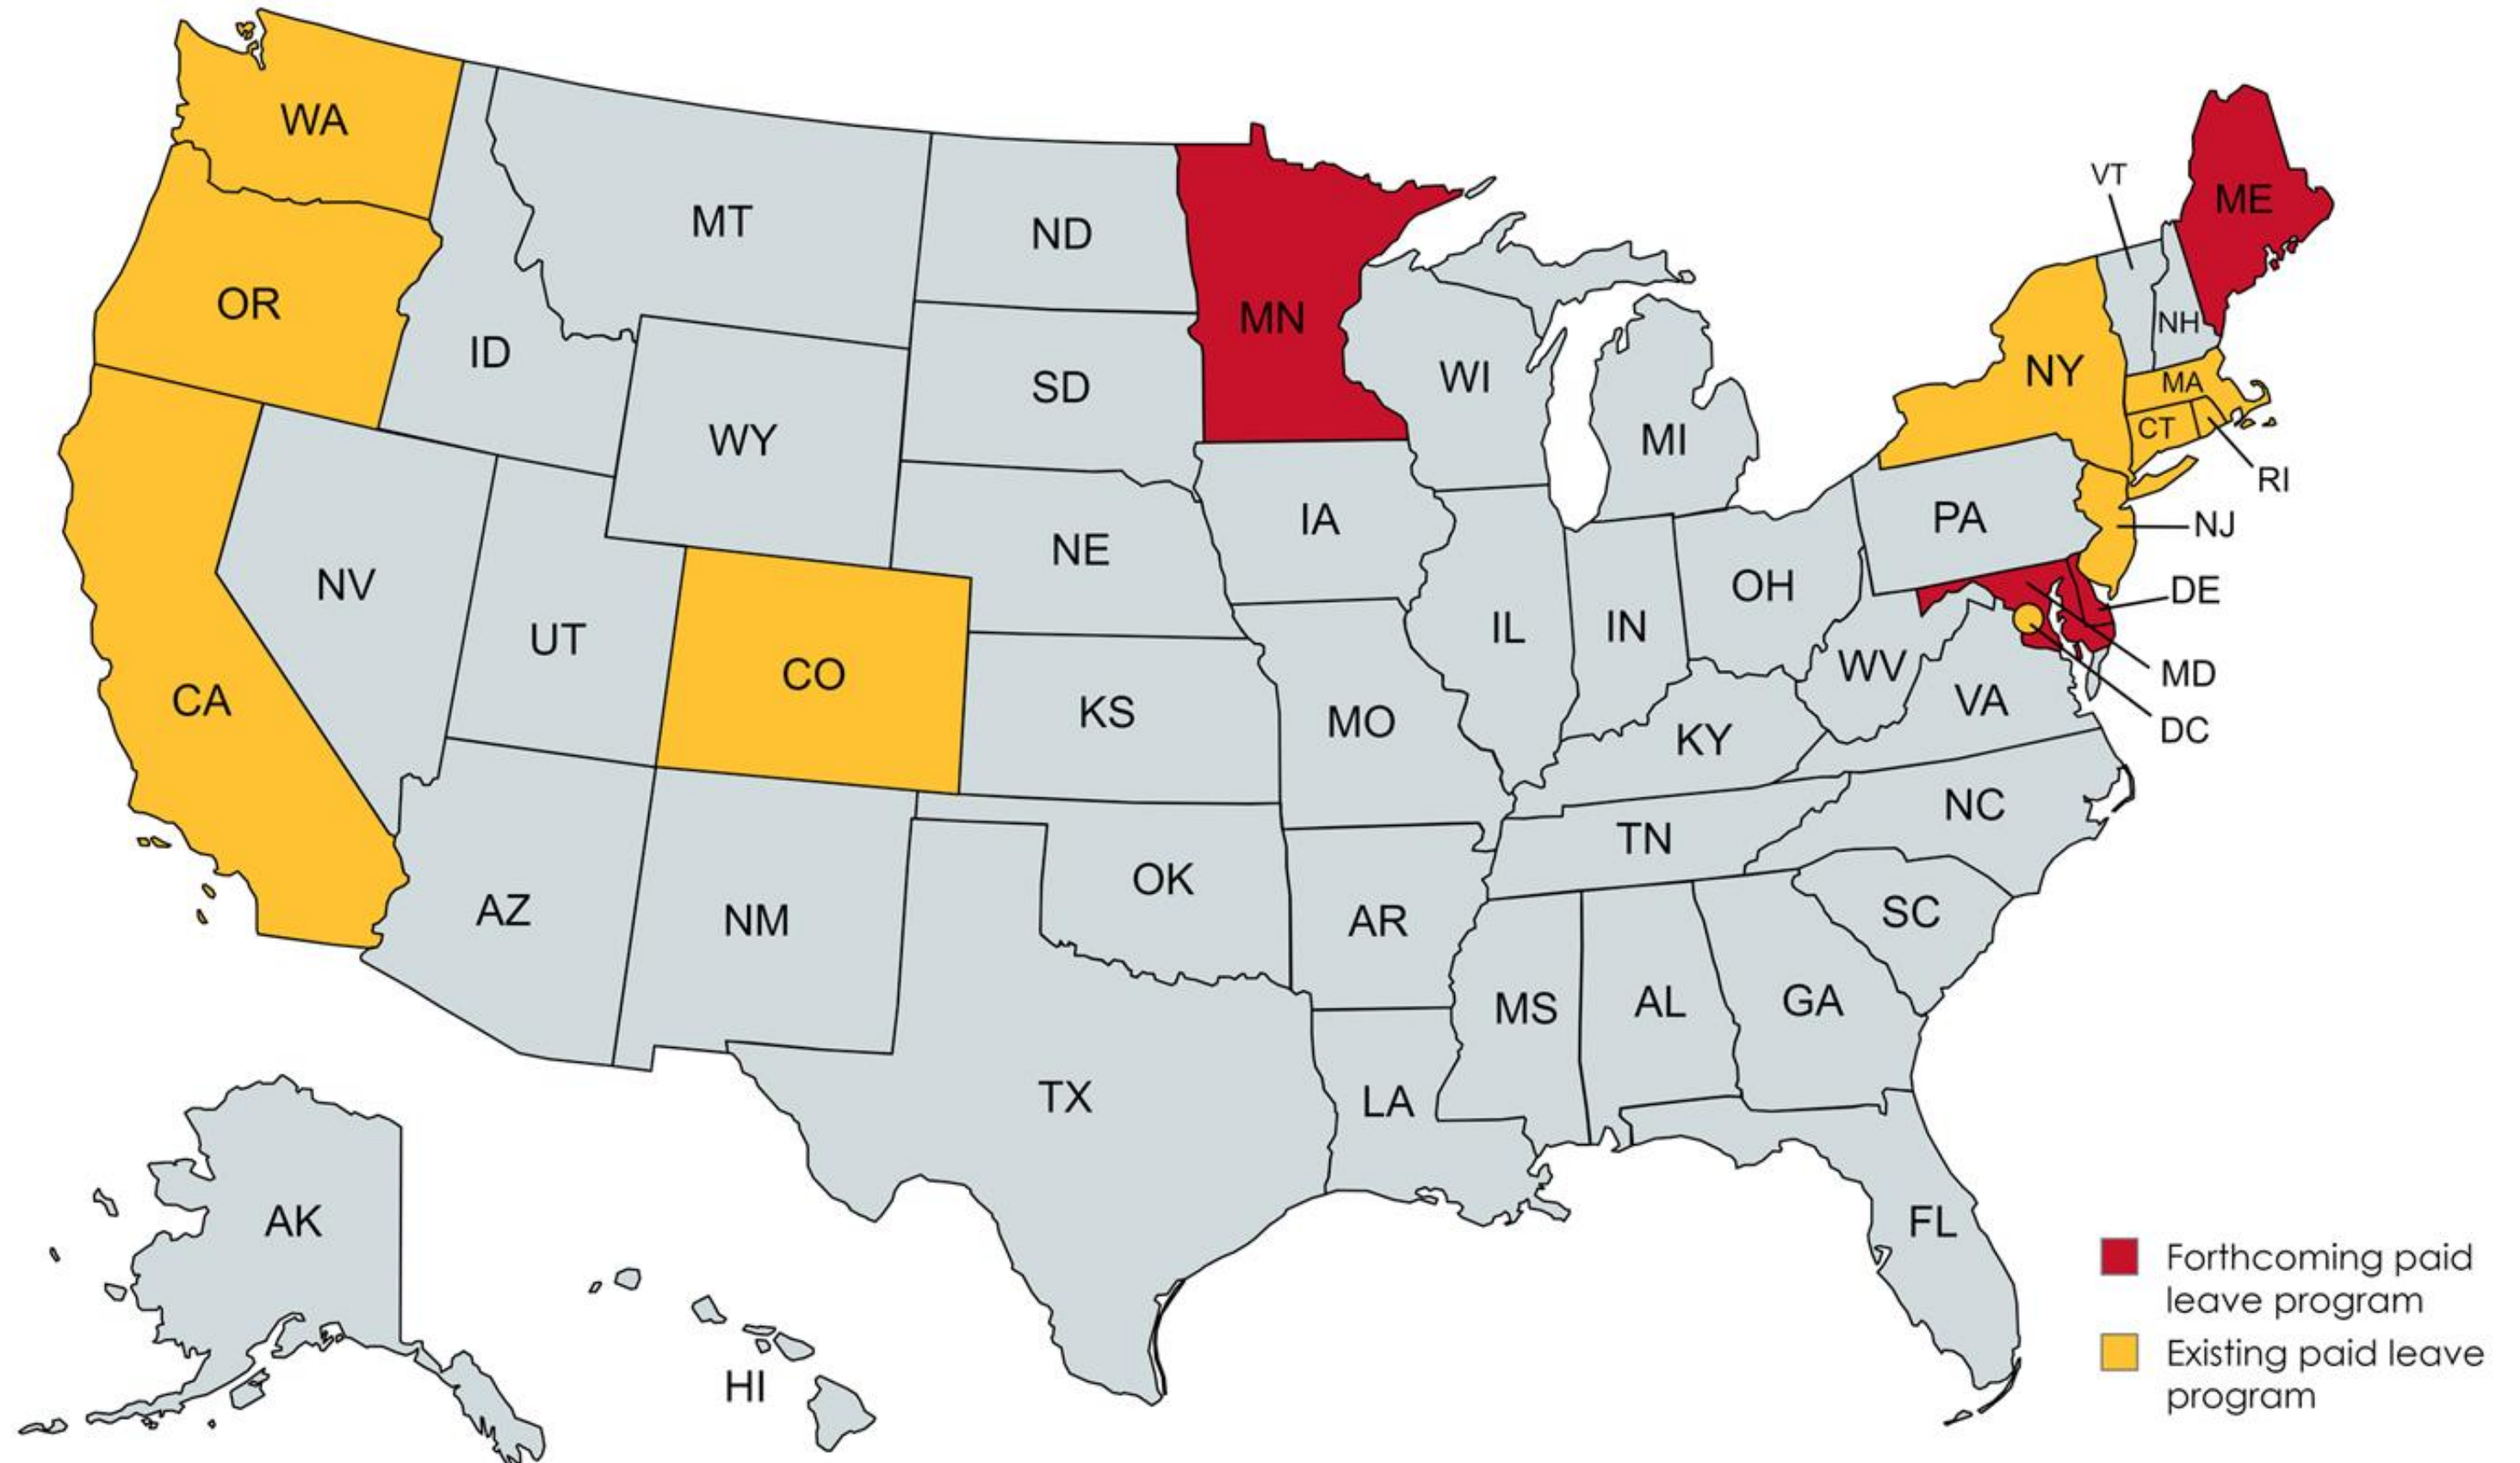 WA
OR
CA
ID
NV
MT
WY
UT
CO
AZ
NM
ND
SD
NE
KS
OK
TX
MN
IA
MO
AR
LA
WI
IL
MI
IN
OH
KY
TN
MS
AL
GA
FL
SC
NC
VA
WV
PA
NY
VT
NH
ME
MA
CT
RI
NJ
DE
MD
DC
AK
HI
Forthcoming paid
leave program
Existing paid leave
program